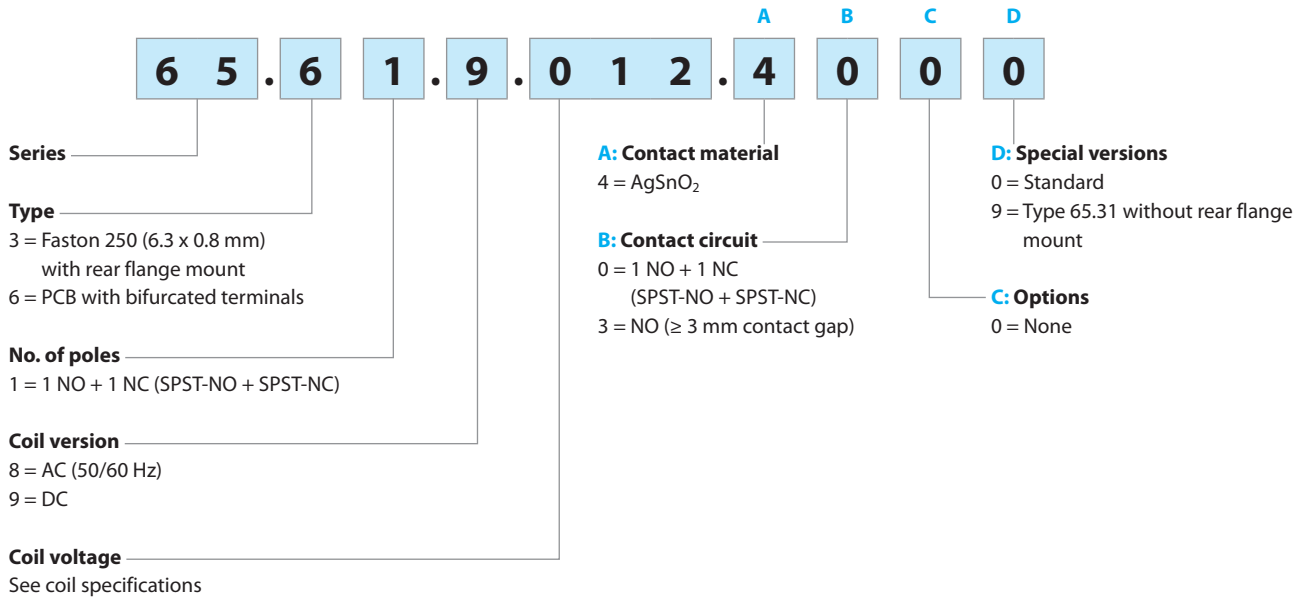 A B C D
6 5 . 6 1 . 9 . 0 1 2 . 4 0 0 0
Series
Type
3 = Faston 250 (6.3 x 0.8 mm)
with rear flange mount
6 = PCB with bifurcated terminals
No. of poles
1 = 1 NO + 1 NC (SPST-NO + SPST-NC)
Coil version
8 = AC (50/60 Hz)
9 = DC
Coil voltage
See coil specifications
A: Contact material
4 = AgSnO₂
B: Contact circuit
0 = 1 NO + 1 NC
(SPST-NO + SPST-NC)
3 = NO (≥ 3 mm contact gap)
D: Special versions
0 = Standard
9 = Type 65.31 without rear flange
mount
C: Options
0 = None